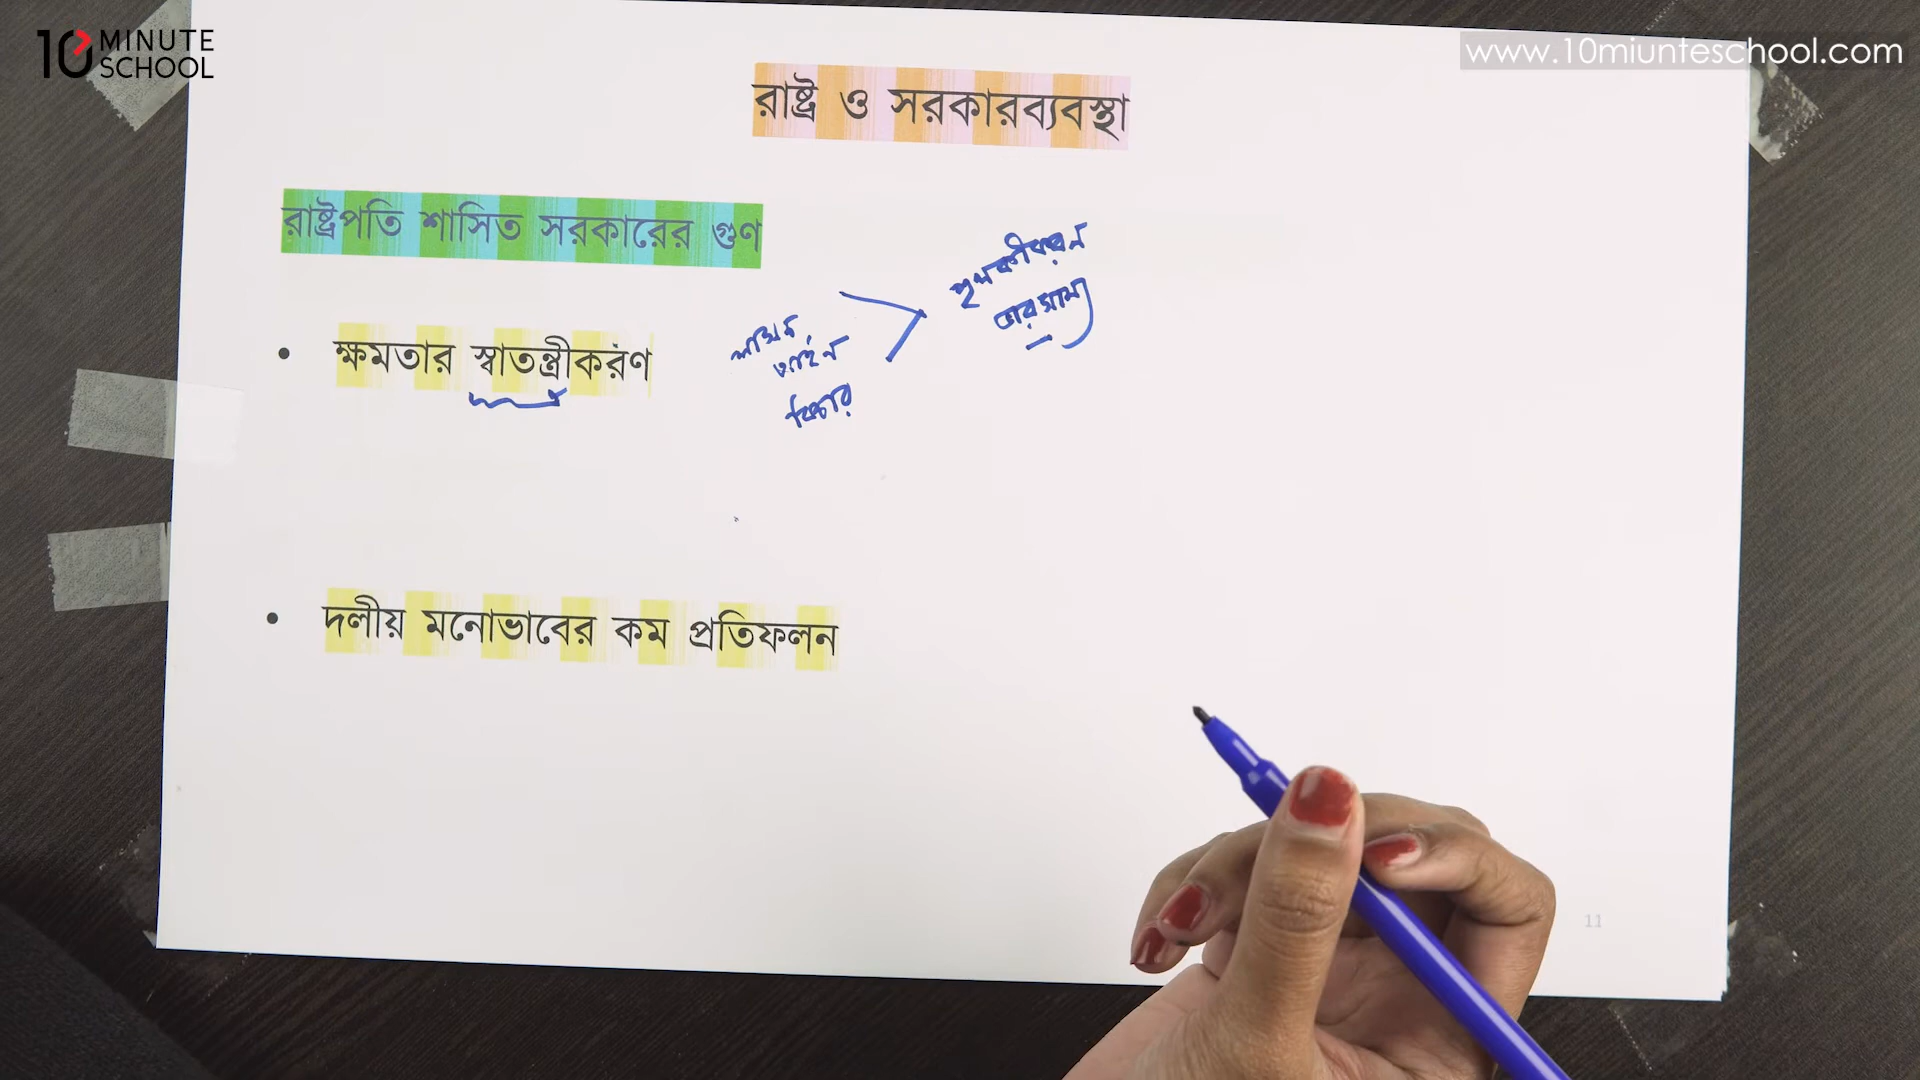 10 MINUTE
SCHOOL
www.10miunteschool.com
রাষ্ট্র ও সরকারব্যবস্থা
রাষ্ট্রপতি শাসিত সরকারের গুণ
• ক্ষমতার স্বাতন্ত্রীকরণ
শাসন
আইন
বিচার
পৃথকীকরন
ভারসাম্য
• দলীয় মনোভাবের কম প্রতিফলন
11